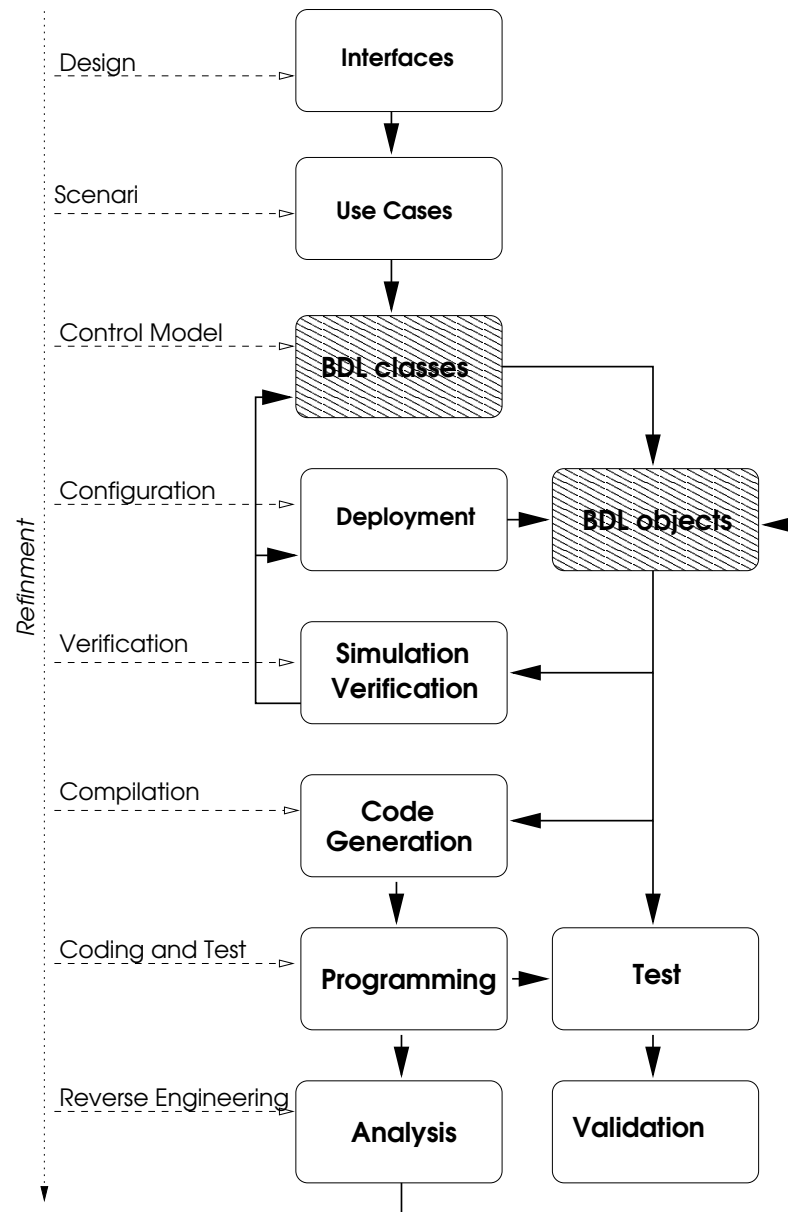 Interfaces
Design
Scenari
Use Cases
Control Model
BDL classes
Configuration
Deployment
BDL objects
Refinment
Verification
Simulation
Verification
Compilation
Code
Generation
Coding and Test
Programming
Test
Reverse Engineering
Analysis
Validation